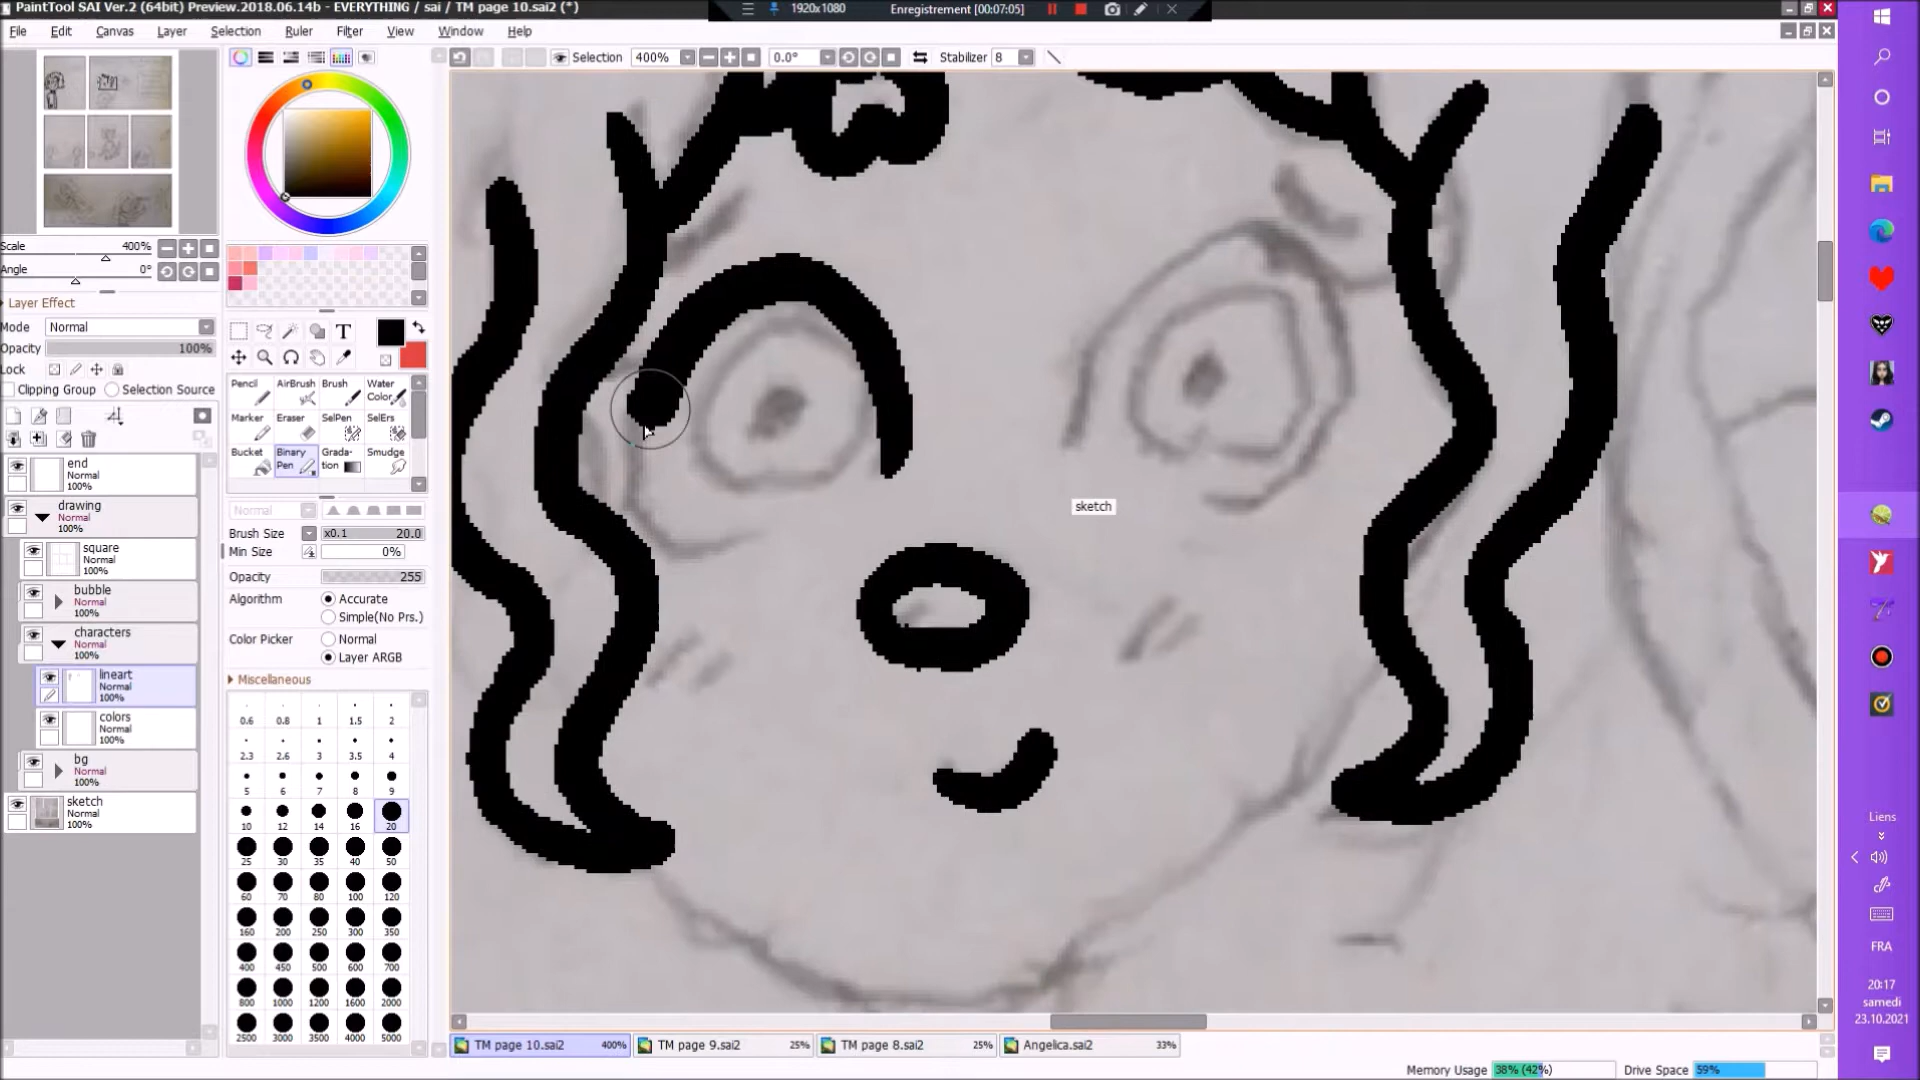 PaintTool SAI Ver.2 (64bit) Preview.2018.06.14b - EVERYTHING / sai / TM page 10.sai2 (*)
1920x1080
Enregistrement [00:07:05]
File Edit Canvas Layer Selection Ruler Filter View Window Help
Selection 400% 0.0° Stabilizer 8
Scale 400%
Angle 0°
Layer Effect
Mode Normal
Opacity 100%
Lock
Clipping Group Selection Source
end
Normal
100%
drawing
Normal
100%
square
Normal
100%
bubble
Normal
100%
characters
Normal
100%
lineart
Normal
100%
colors
Normal
100%
bg
Normal
100%
sketch
Normal
100%
T
Pencil AirBrush Brush Water Color
Marker Eraser SelPen SelErs
Bucket Binary Pen Grada-tion Smudge
Normal
Brush Size x0.1 20.0
Min Size 0%
Opacity 255
Algorithm Accurate
Simple(No Prs.)
Color Picker Normal
Layer ARGB
Miscellaneous
0.6 0.8 1 1.5 2
2.3 2.6 3 3.5 4
5 6 7 8 9
10 12 14 16 20
25 30 35 40 50
60 70 80 100 120
160 200 250 300 350
400 450 500 600 700
800 1000 1200 1600 2000
2500 3000 3500 4000 5000
sketch
TM page 10.sai2 400% TM page 9.sai2 25% TM page 8.sai2 25% Angelica.sai2 33%
Memory Usage 38% (42%) Drive Space 59%
Liens
FRA
20:17
samedi
23.10.2021